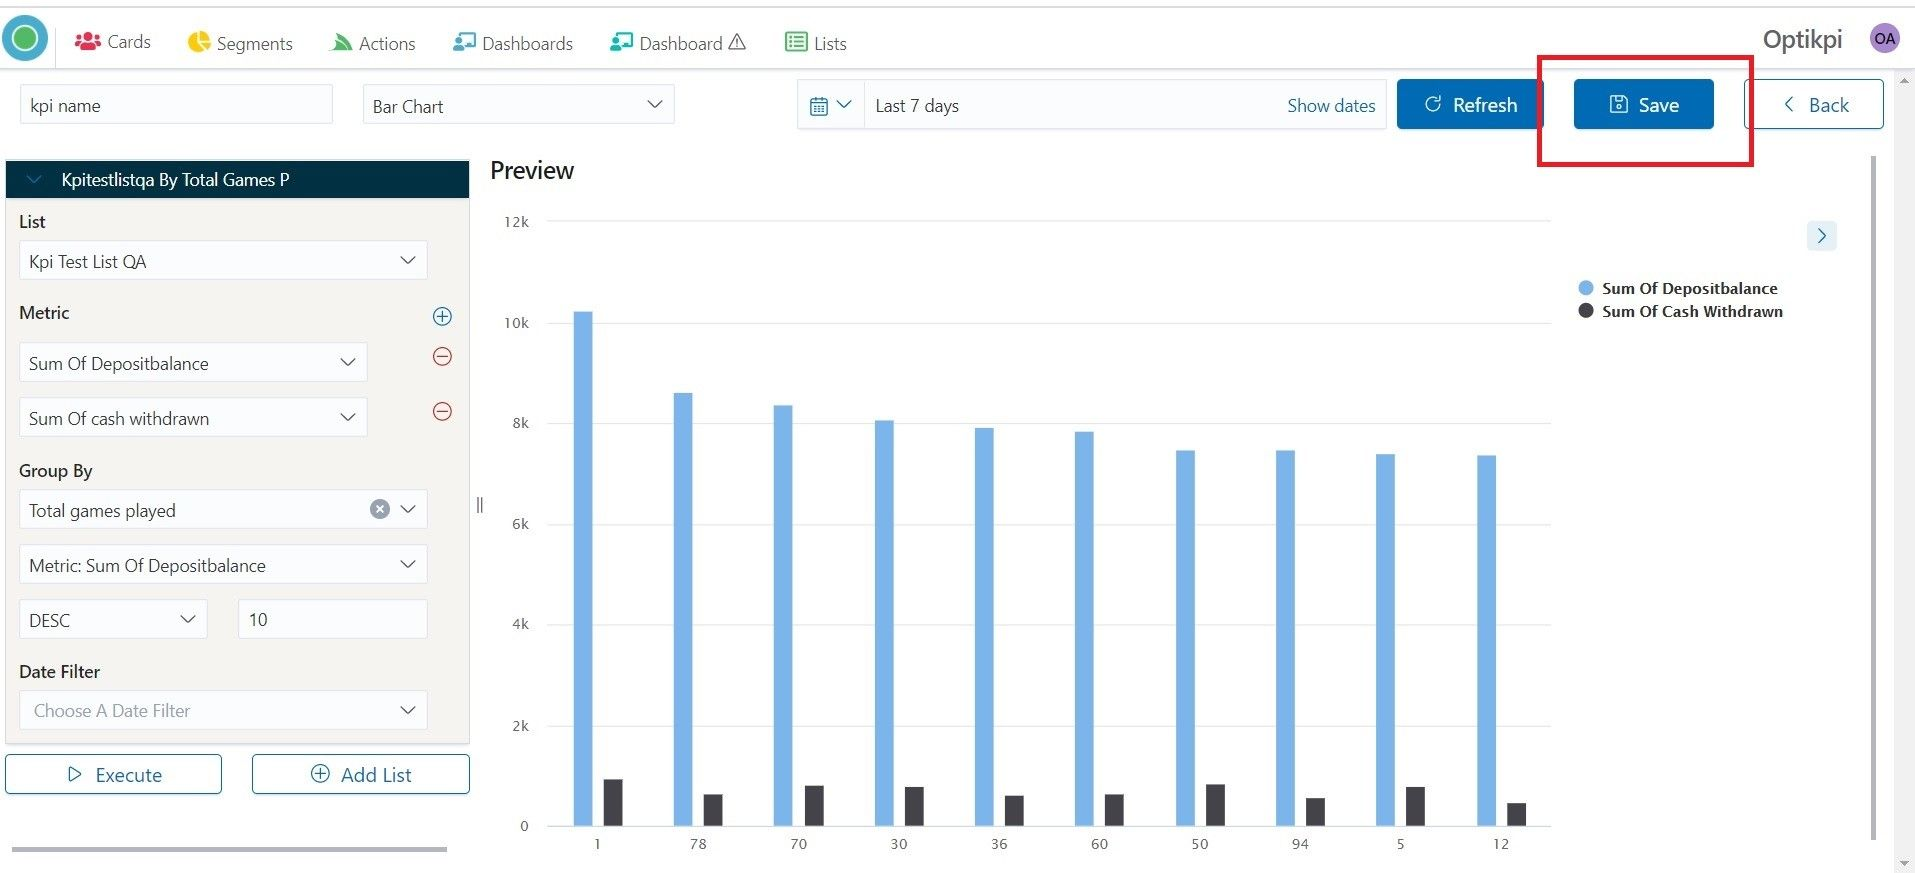 Cards Segments Actions Dashboards Dashboard Lists Optikpi OA
kpi name Bar Chart Last 7 days Show dates Refresh Save Back
Kpitestlistqa By Total Games P
List
Kpi Test List QA
Metric
Sum Of Depositbalance
Sum Of cash withdrawn
Group By
Total games played
Metric: Sum Of Depositbalance
DESC 10
Date Filter
Choose A Date Filter
Execute Add List
Preview
12k
10k
8k
6k
4k
2k
0
1 78 70 30 36 60 50 94 5 12
Sum Of Depositbalance
Sum Of Cash Withdrawn